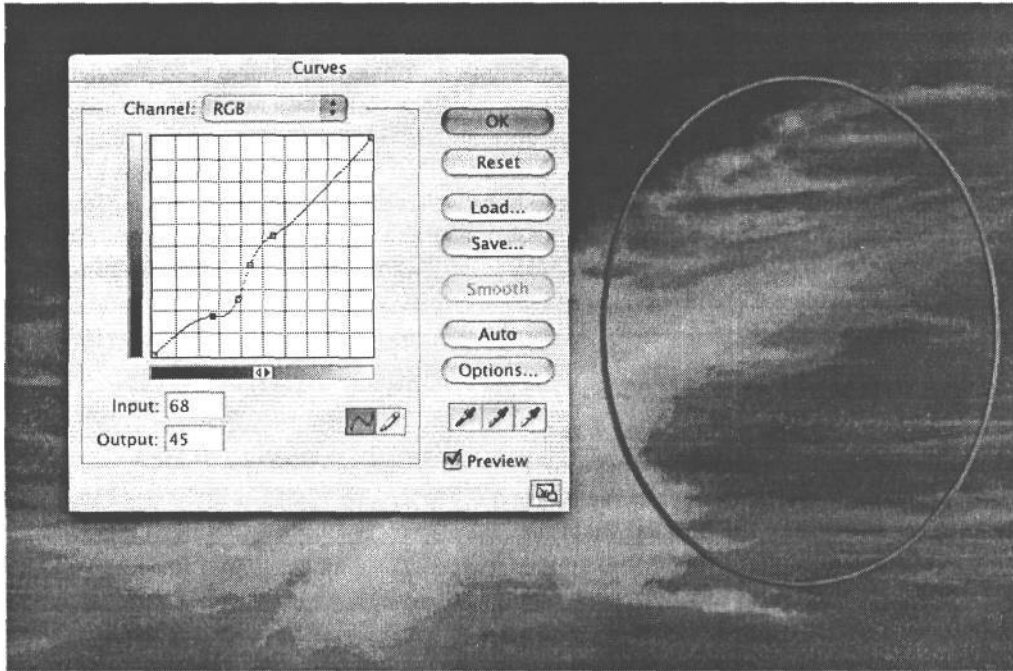 Curves
Channel: RGB
OK
Reset
Load...
Save...
Smooth
Auto
Options...
Input: 68
Output: 45
Preview